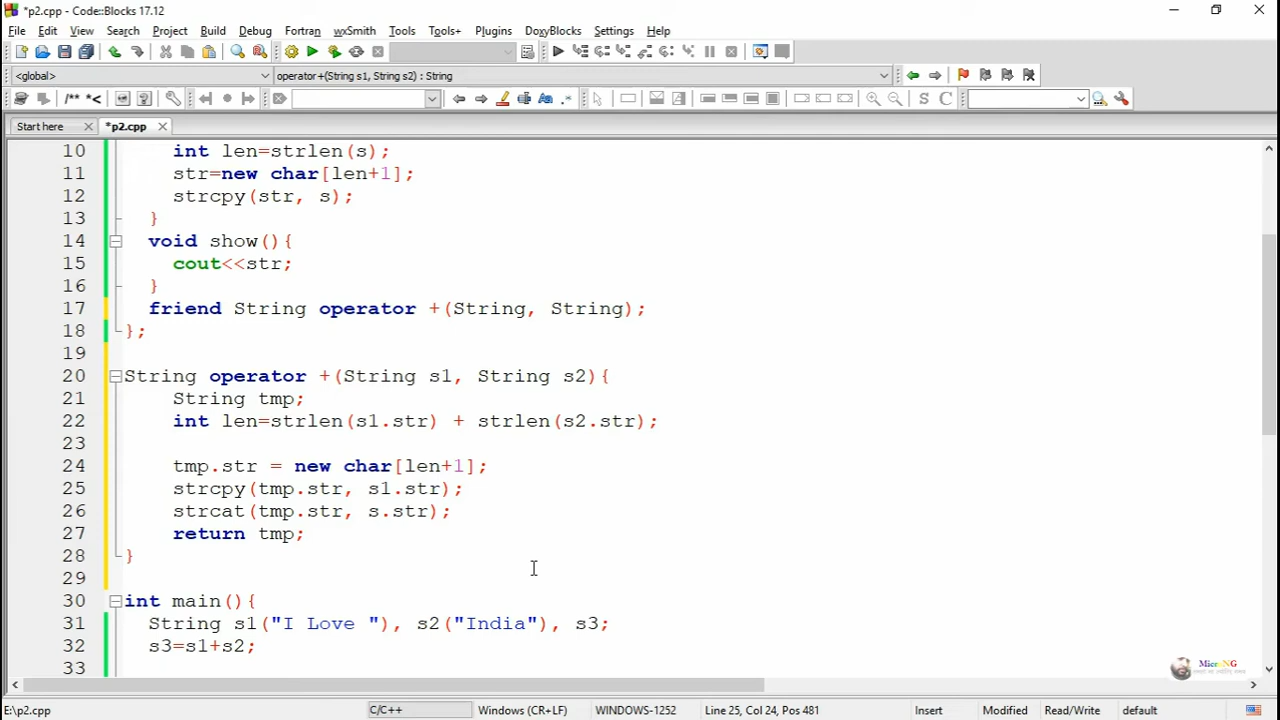 *p2.cpp - Code::Blocks 17.12
File Edit View Search Project Build Debug Fortran wxSmith Tools Tools+ Plugins DoxyBlocks Settings Help
<global> operator+(String s1, String s2) : String
/** *<
Start here *p2.cpp
10 int len=strlen(s);
11 str=new char[len+1];
12 strcpy(str, s);
13 }
14 void show(){
15 cout<<str;
16 }
17 friend String operator +(String, String);
18 };
19
20 String operator +(String s1, String s2){
21 String tmp;
22 int len=strlen(s1.str) + strlen(s2.str);
23
24 tmp.str = new char[len+1];
25 strcpy(tmp.str, s1.str);
26 strcat(tmp.str, s.str);
27 return tmp;
28 }
29
30 int main(){
31 String s1("I Love "), s2("India"), s3;
32 s3=s1+s2;
33
MicroNG
E:\p2.cpp C/C++ Windows (CR+LF) WINDOWS-1252 Line 25, Col 24, Pos 481 Insert Modified Read/Write default